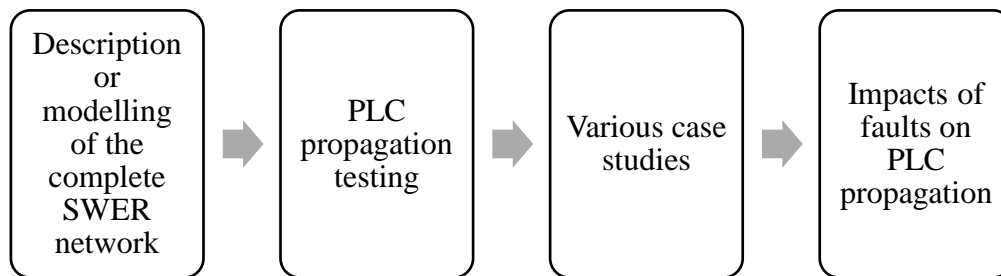 Description
or
modelling
of the
complete
SWER
network
PLC
propagation
testing
Various case
studies
Impacts of
faults on
PLC
propagation